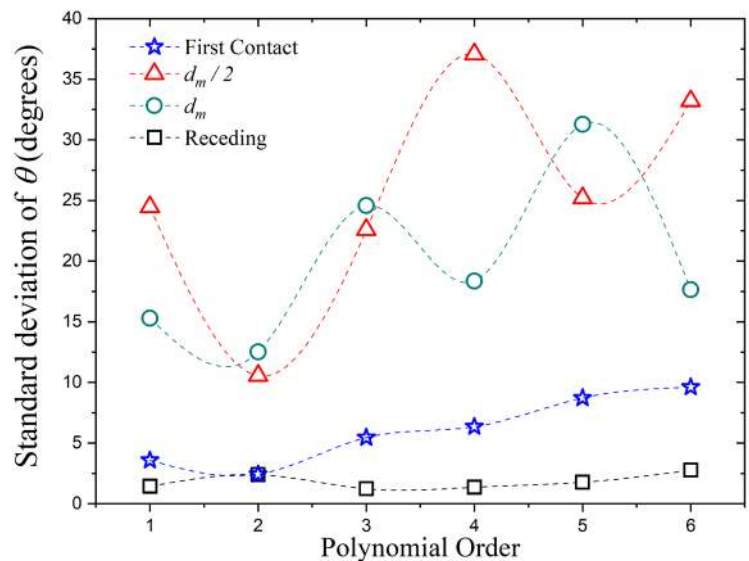 Standard deviation of θ (degrees)
40
35
30
25
20
15
10
5
0
First Contact
d_m / 2
d_m
Receding
1 2 3 4 5 6
Polynomial Order